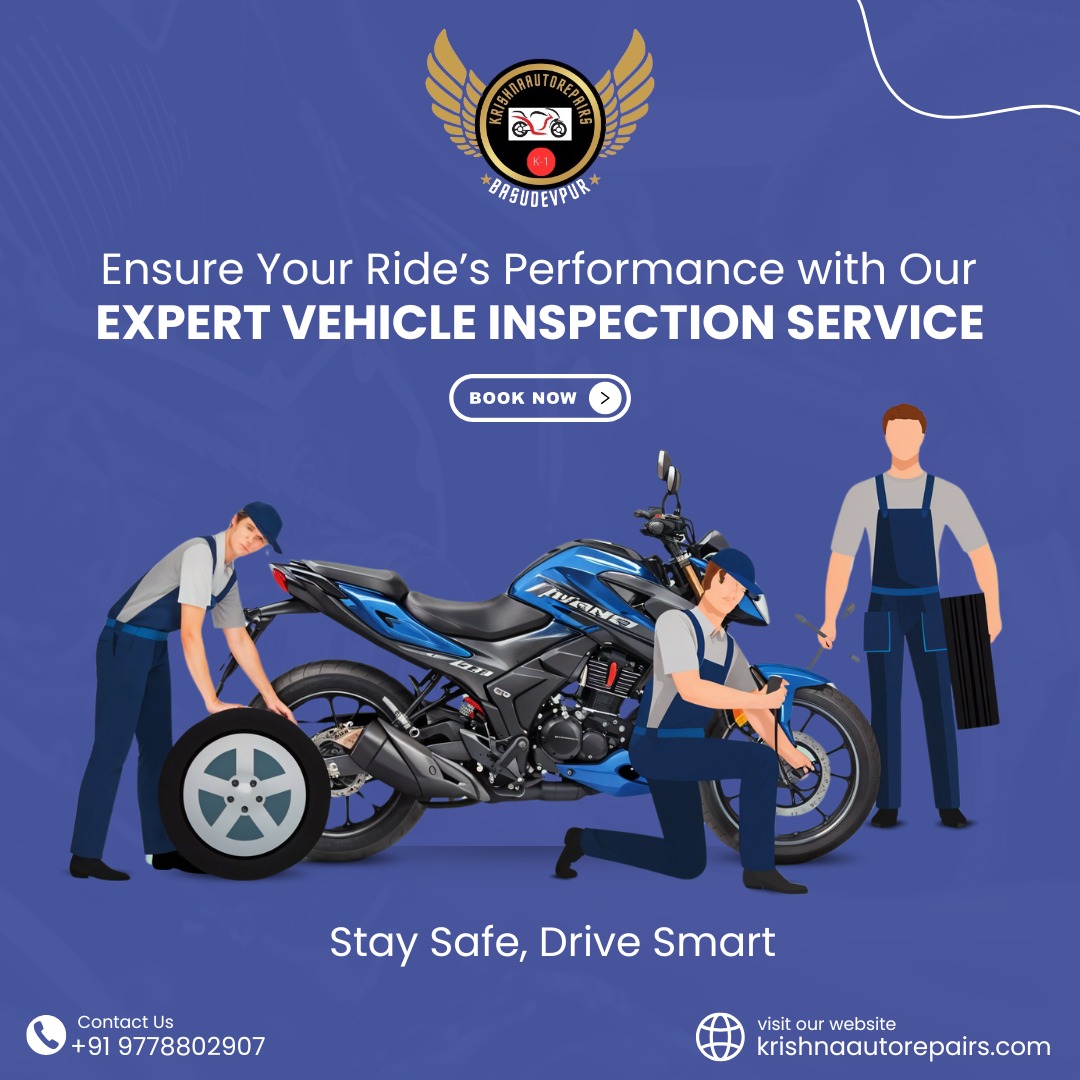 KRISHNAAUTOREPAIRS
K-1
BASUDEVPUR
Ensure Your Ride’s Performance with Our
EXPERT VEHICLE INSPECTION SERVICE
BOOK NOW
Stay Safe, Drive Smart
Contact Us
+91 9778802907
visit our website
krishnaautorepairs.com